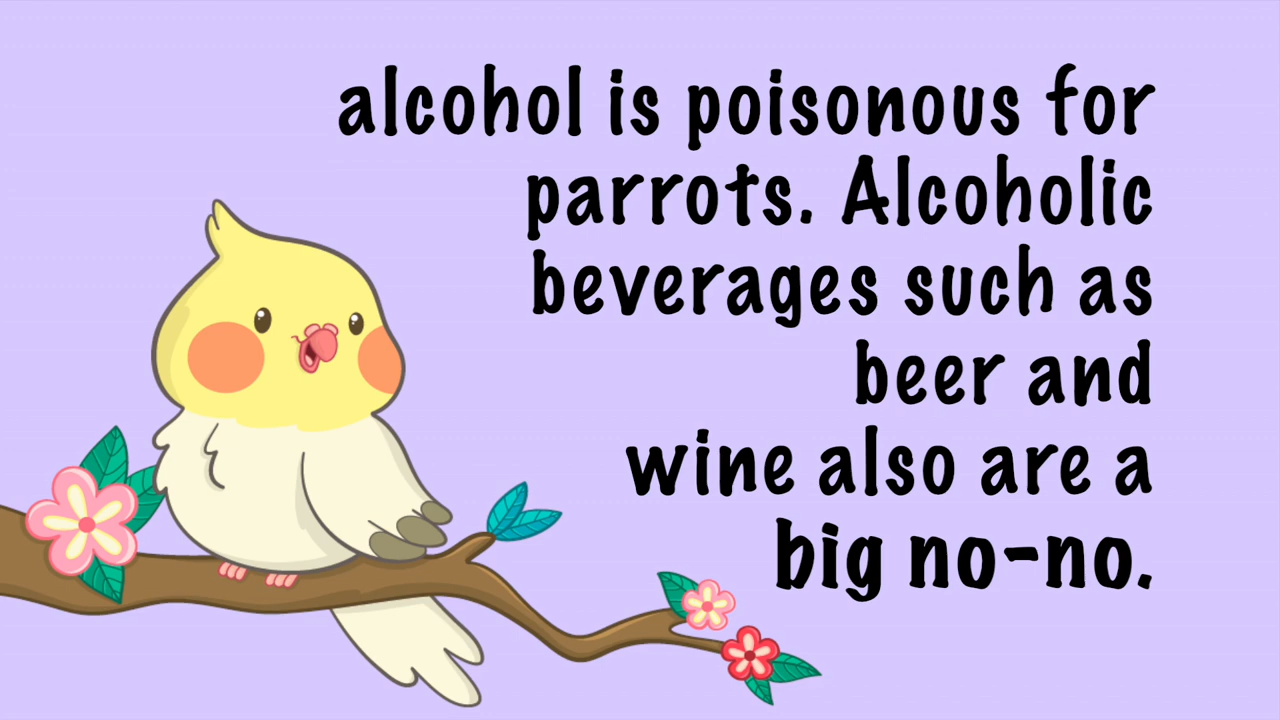 alcohol is poisonous for
parrots. Alcoholic
beverages such as
beer and
wine also are a
big no-no.